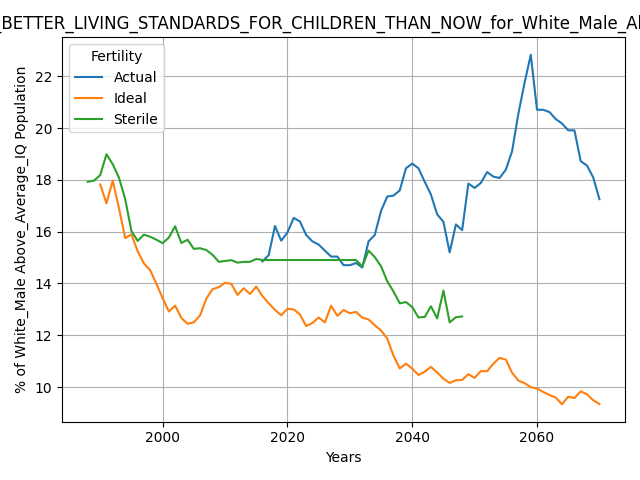 _BETTER_LIVING_STANDARDS_FOR_CHILDREN_THAN_NOW_for_White_Male_A
Fertility
Actual
Ideal
Sterile
% of White_Male Above_Average_IQ Population
22
20
18
16
14
12
10
2000 2020 2040 2060
Years